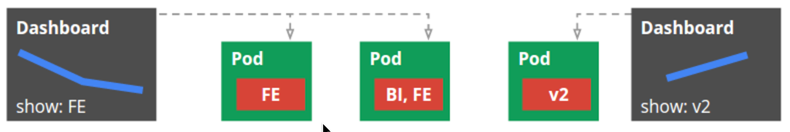 Dashboard
show: FE
Pod
FE
Pod
BI, FE
Pod
v2
Dashboard
show: v2